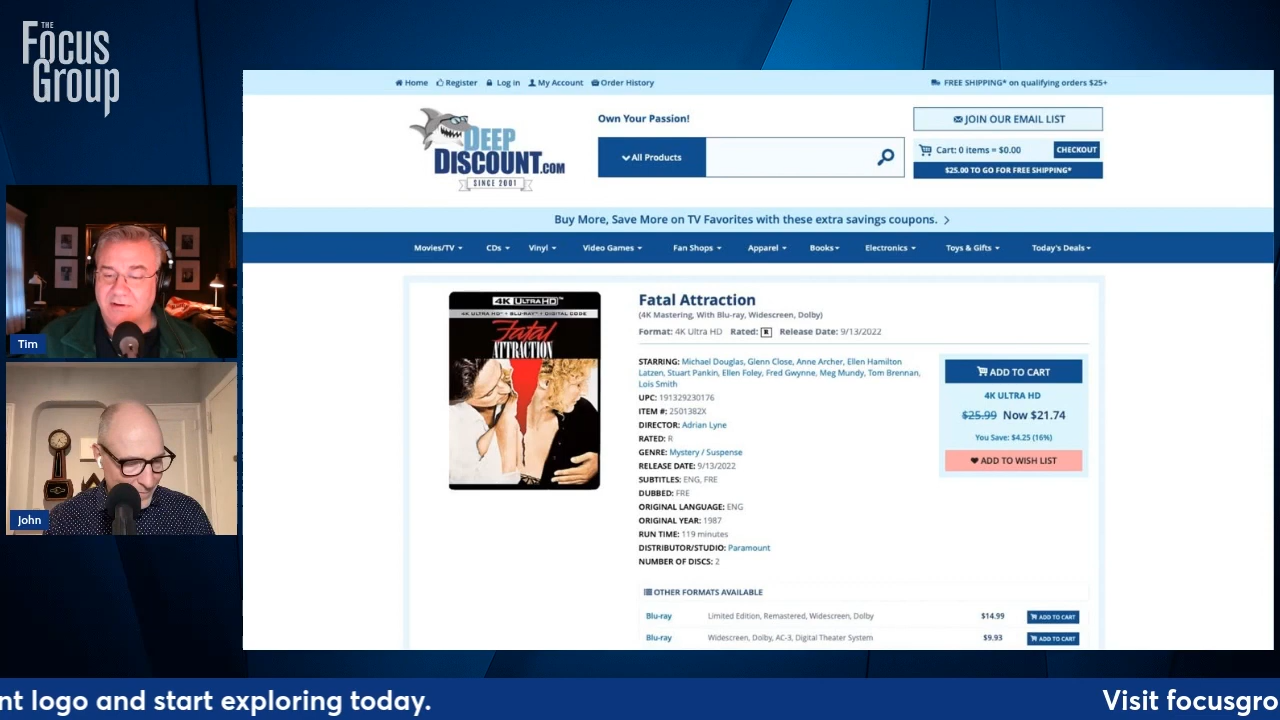 THE
Focus
Group
Home Register Log in My Account Order History
FREE SHIPPING* on qualifying orders $25+
DEEP
DISCOUNT.COM
SINCE 2001
Own Your Passion!
All Products
JOIN OUR EMAIL LIST
Cart: 0 items = $0.00 CHECKOUT
$25.00 TO GO FOR FREE SHIPPING*
Buy More, Save More on TV Favorites with these extra savings coupons. >
Movies/TV CDs Vinyl Video Games Fan Shops Apparel Books Electronics Toys & Gifts Today's Deals
4K ULTRA HD™
4K ULTRA HD™ + BLU-RAY™ + DIGITAL CODE
Fatal
ATTRACTION
Fatal Attraction
(4K Mastering, With Blu-ray, Widescreen, Dolby)
Format: 4K Ultra HD Rated: R Release Date: 9/13/2022
STARRING: Michael Douglas, Glenn Close, Anne Archer, Ellen Hamilton
Latzen, Stuart Pankin, Ellen Foley, Fred Gwynne, Meg Mundy, Tom Brennan,
Lois Smith
UPC: 191329230176
ITEM #: 2501382X
DIRECTOR: Adrian Lyne
RATED: R
GENRE: Mystery / Suspense
RELEASE DATE: 9/13/2022
SUBTITLES: ENG, FRE
DUBBED: FRE
ORIGINAL LANGUAGE: ENG
ORIGINAL YEAR: 1987
RUN TIME: 119 minutes
DISTRIBUTOR/STUDIO: Paramount
NUMBER OF DISCS: 2
ADD TO CART
4K ULTRA HD
$25.99 Now $21.74
You Save: $4.25 (16%)
ADD TO WISH LIST
OTHER FORMATS AVAILABLE
Blu-ray Limited Edition, Remastered, Widescreen, Dolby $14.99 ADD TO CART
Blu-ray Widescreen, Dolby, AC-3, Digital Theater System $9.93 ADD TO CART
Tim
John
nt logo and start exploring today.
Visit focusgro